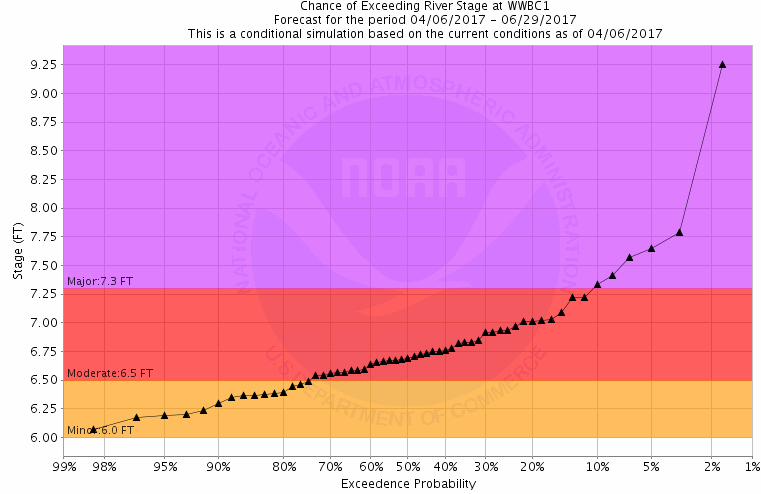 Chance of Exceeding River Stage at WWBC1
Forecast for the period 04/06/2017 - 06/29/2017
This is a conditional simulation based on the current conditions as of 04/06/2017
9.25
9.00
8.75
8.50
8.25
8.00
7.75
7.50
7.25
7.00
6.75
6.50
6.25
6.00
Stage (FT)
NATIONAL OCEANIC AND ATMOSPHERIC ADMINISTRATION
NOAA
U.S. DEPARTMENT OF COMMERCE
Major:7.3 FT
Moderate:6.5 FT
Minor:6.0 FT
99% 98% 95% 90% 80% 70% 60% 50% 40% 30% 20% 10% 5% 2% 1%
Exceedence Probability